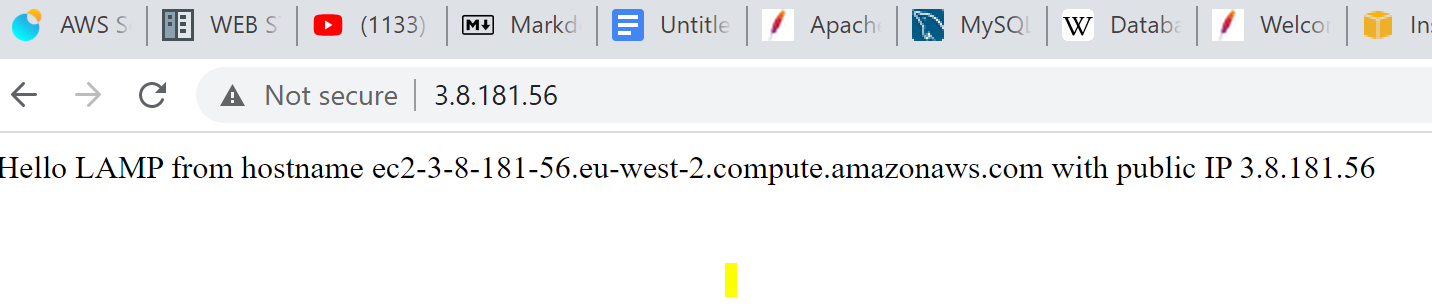 AWS S WEB S (1133) Markd Untitle Apach MySQL W Databa Welcor In
Not secure 3.8.181.56
Hello LAMP from hostname ec2-3-8-181-56.eu-west-2.compute.amazonaws.com with public IP 3.8.181.56